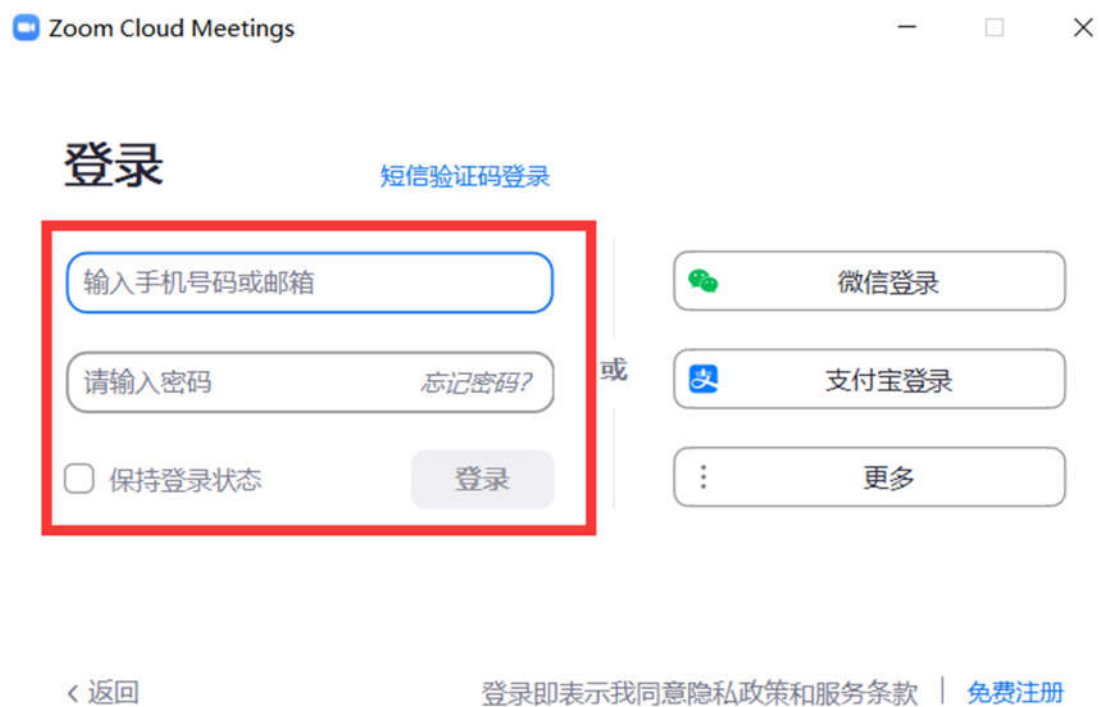 Zoom Cloud Meetings
登录
短信验证码登录
输入手机号码或邮箱
请输入密码 忘记密码?
保持登录状态 登录
或
微信登录
支付宝登录
更多
返回
登录即表示我同意隐私政策和服务条款 | 免费注册